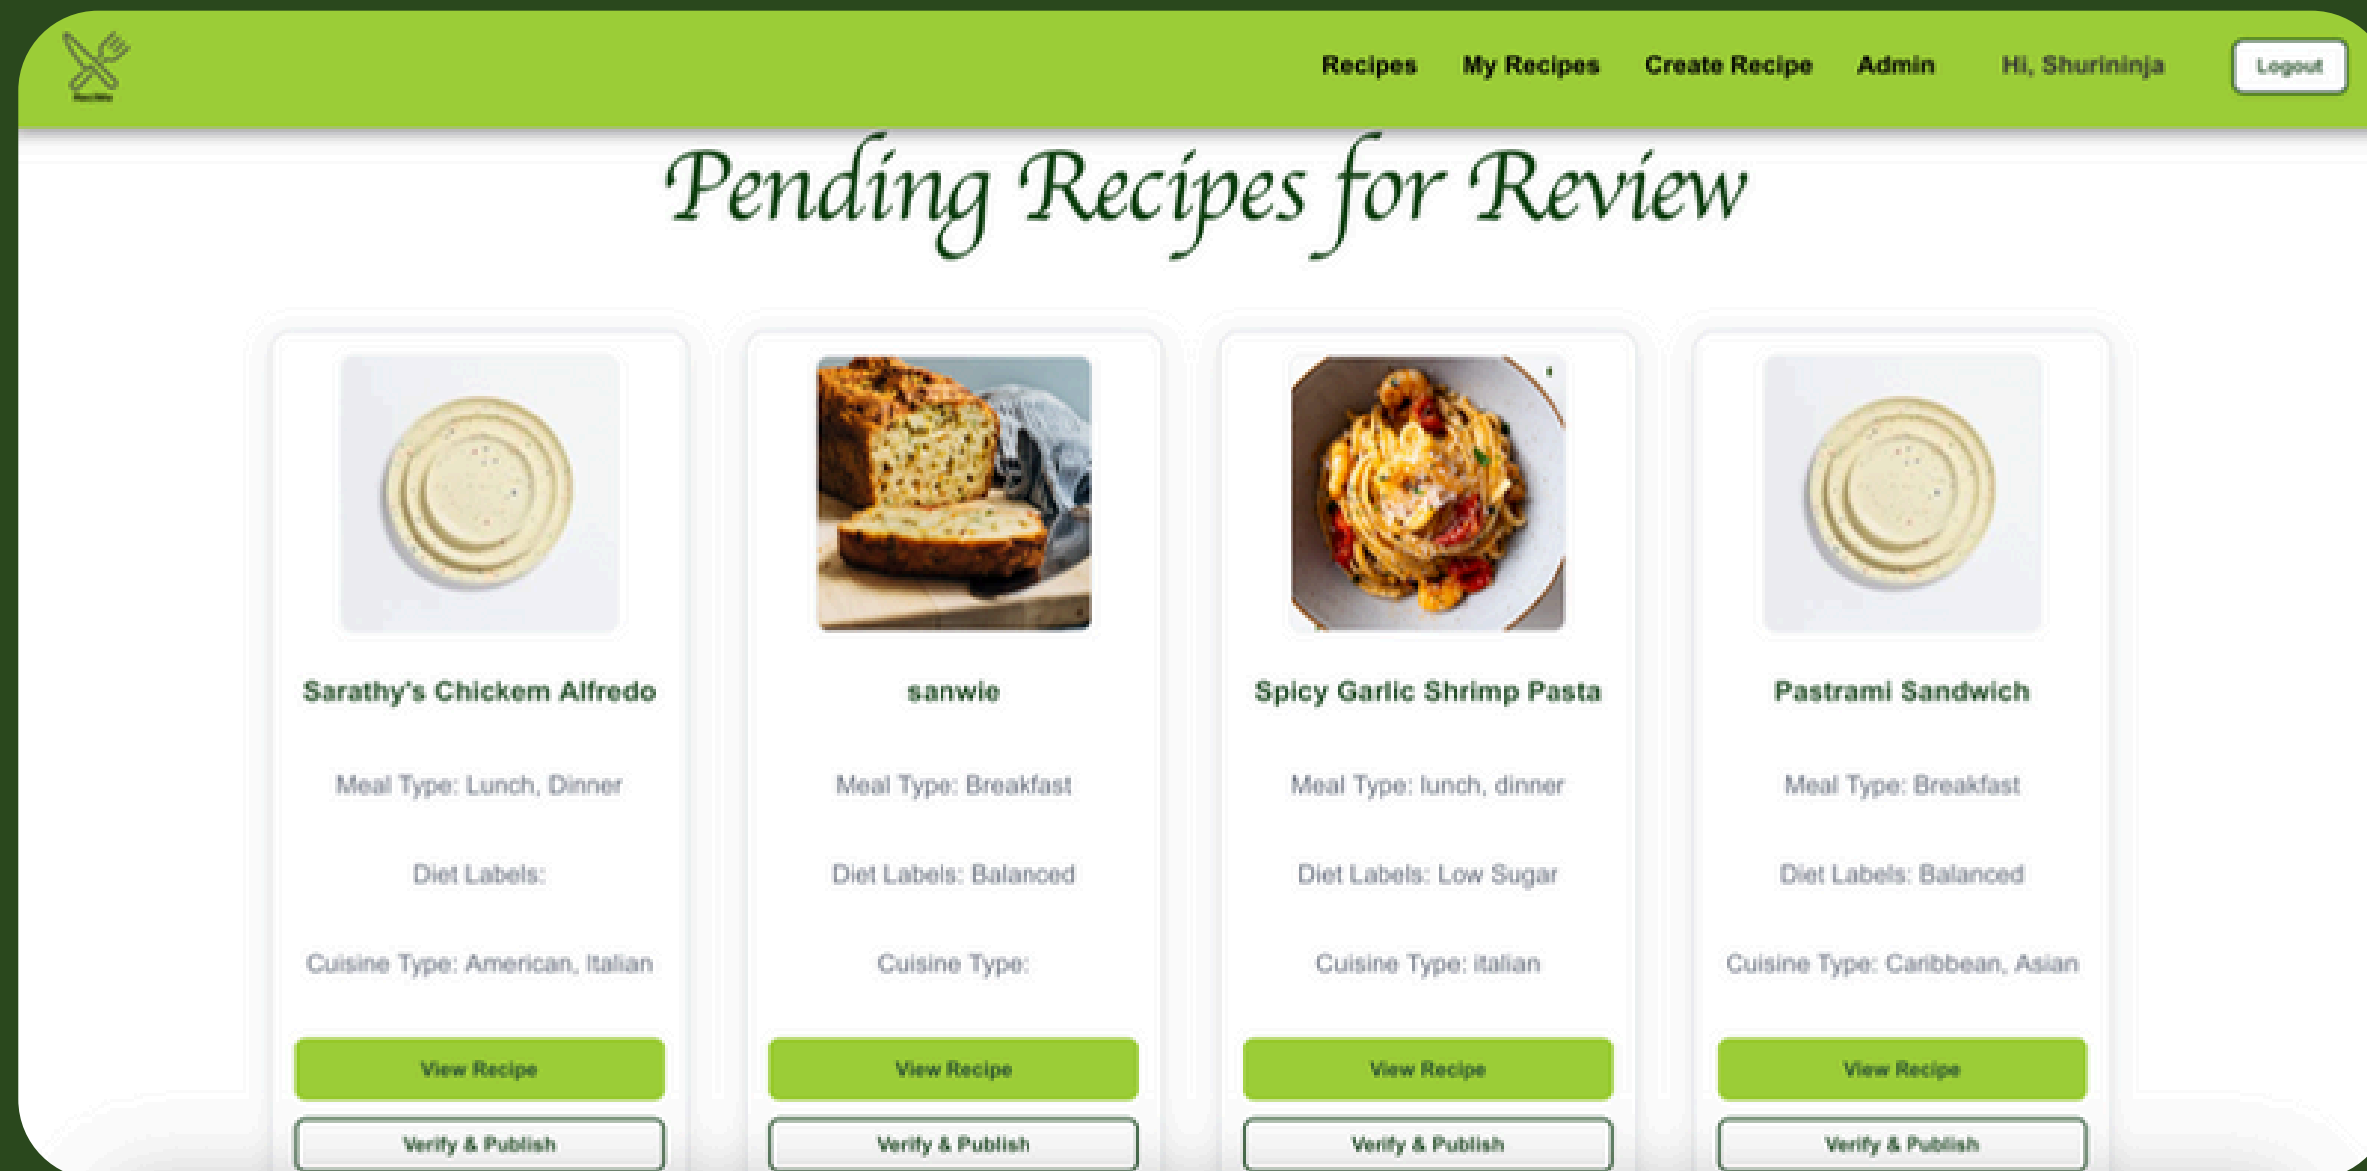 Recipes My Recipes Create Recipe Admin Hi, Shurininja Logout
Pending Recipes for Review
Sarathy's Chickem Alfredo
Meal Type: Lunch, Dinner
Diet Labels:
Cuisine Type: American, Italian
View Recipe
Verify & Publish
sanwie
Meal Type: Breakfast
Diet Labels: Balanced
Cuisine Type:
View Recipe
Verify & Publish
Spicy Garlic Shrimp Pasta
Meal Type: lunch, dinner
Diet Labels: Low Sugar
Cuisine Type: italian
View Recipe
Verify & Publish
Pastrami Sandwich
Meal Type: Breakfast
Diet Labels: Balanced
Cuisine Type: Caribbean, Asian
View Recipe
Verify & Publish